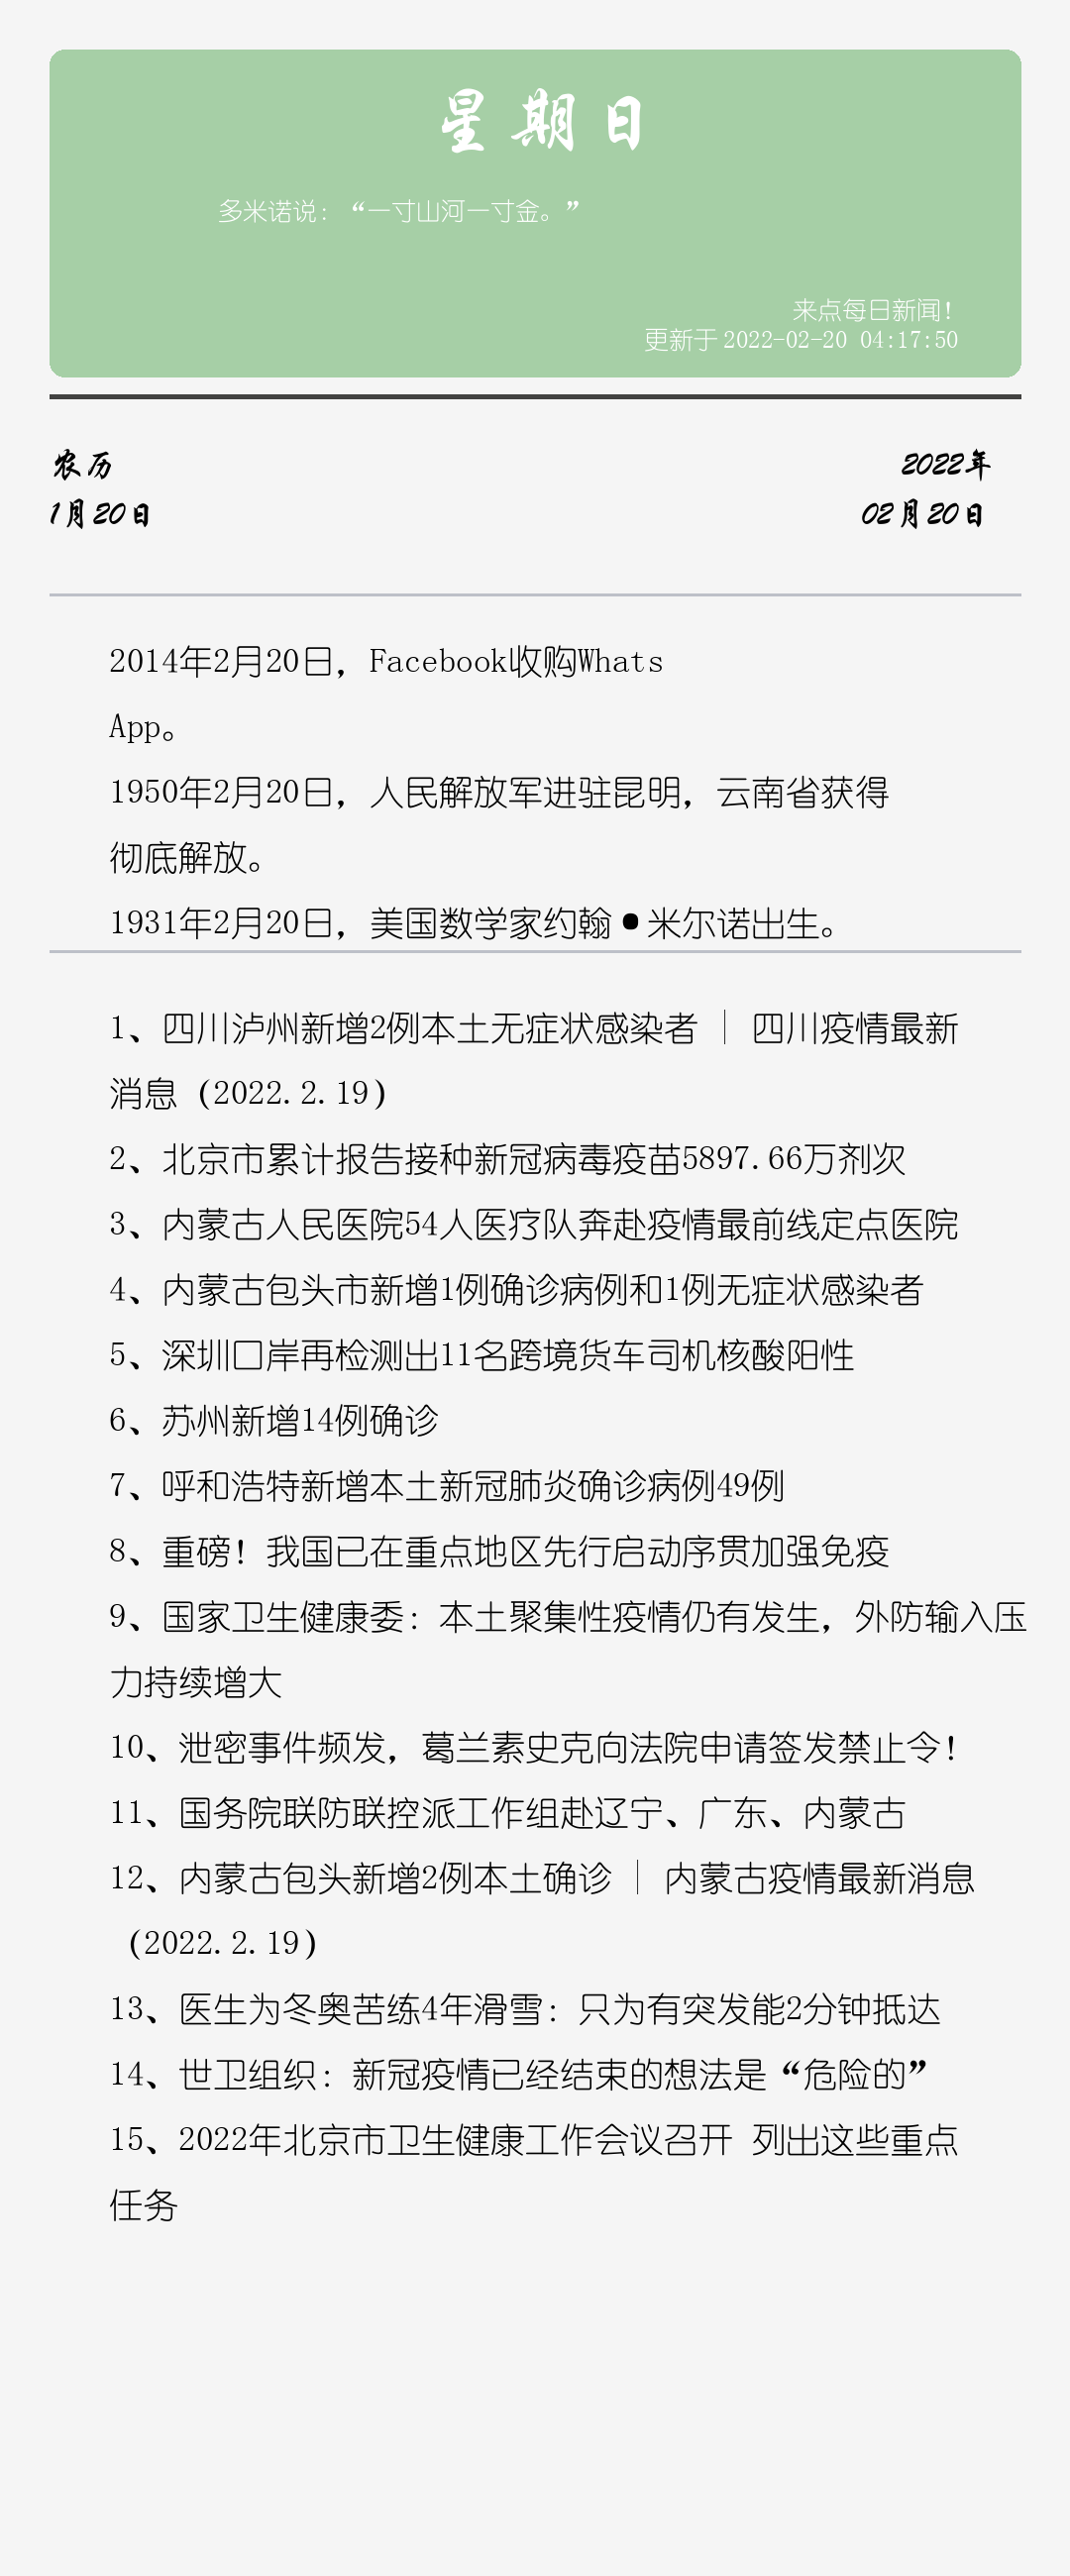 星期日
多米诺说：“一寸山河一寸金。”
来点每日新闻！
更新于 2022-02-20 04:17:50
农历
2022年
1月20日
02月20日
2014年2月20日，Facebook收购Whats
App。
1950年2月20日，人民解放军进驻昆明，云南省获得
彻底解放。
1931年2月20日，美国数学家约翰•米尔诺出生。
1、四川泸州新增2例本土无症状感染者｜四川疫情最新
消息（2022.2.19）
2、北京市累计报告接种新冠病毒疫苗5897.66万剂次
3、内蒙古人民医院54人医疗队奔赴疫情最前线定点医院
4、内蒙古包头市新增1例确诊病例和1例无症状感染者
5、深圳口岸再检测出11名跨境货车司机核酸阳性
6、苏州新增14例确诊
7、呼和浩特新增本土新冠肺炎确诊病例49例
8、重磅！我国已在重点地区先行启动序贯加强免疫
9、国家卫生健康委：本土聚集性疫情仍有发生，外防输入压
力持续增大
10、泄密事件频发，葛兰素史克向法院申请签发禁止令！
11、国务院联防联控派工作组赴辽宁、广东、内蒙古
12、内蒙古包头新增2例本土确诊｜内蒙古疫情最新消息
（2022.2.19）
13、医生为冬奥苦练4年滑雪：只为有突发能2分钟抵达
14、世卫组织：新冠疫情已经结束的想法是“危险的”
15、2022年北京市卫生健康工作会议召开 列出这些重点
任务